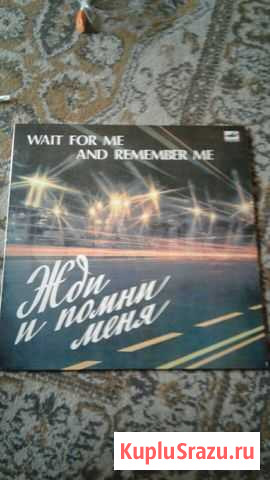 WAIT FOR ME
AND REMEMBER ME
Жди
и помни
меня
KupluSrazu.ru